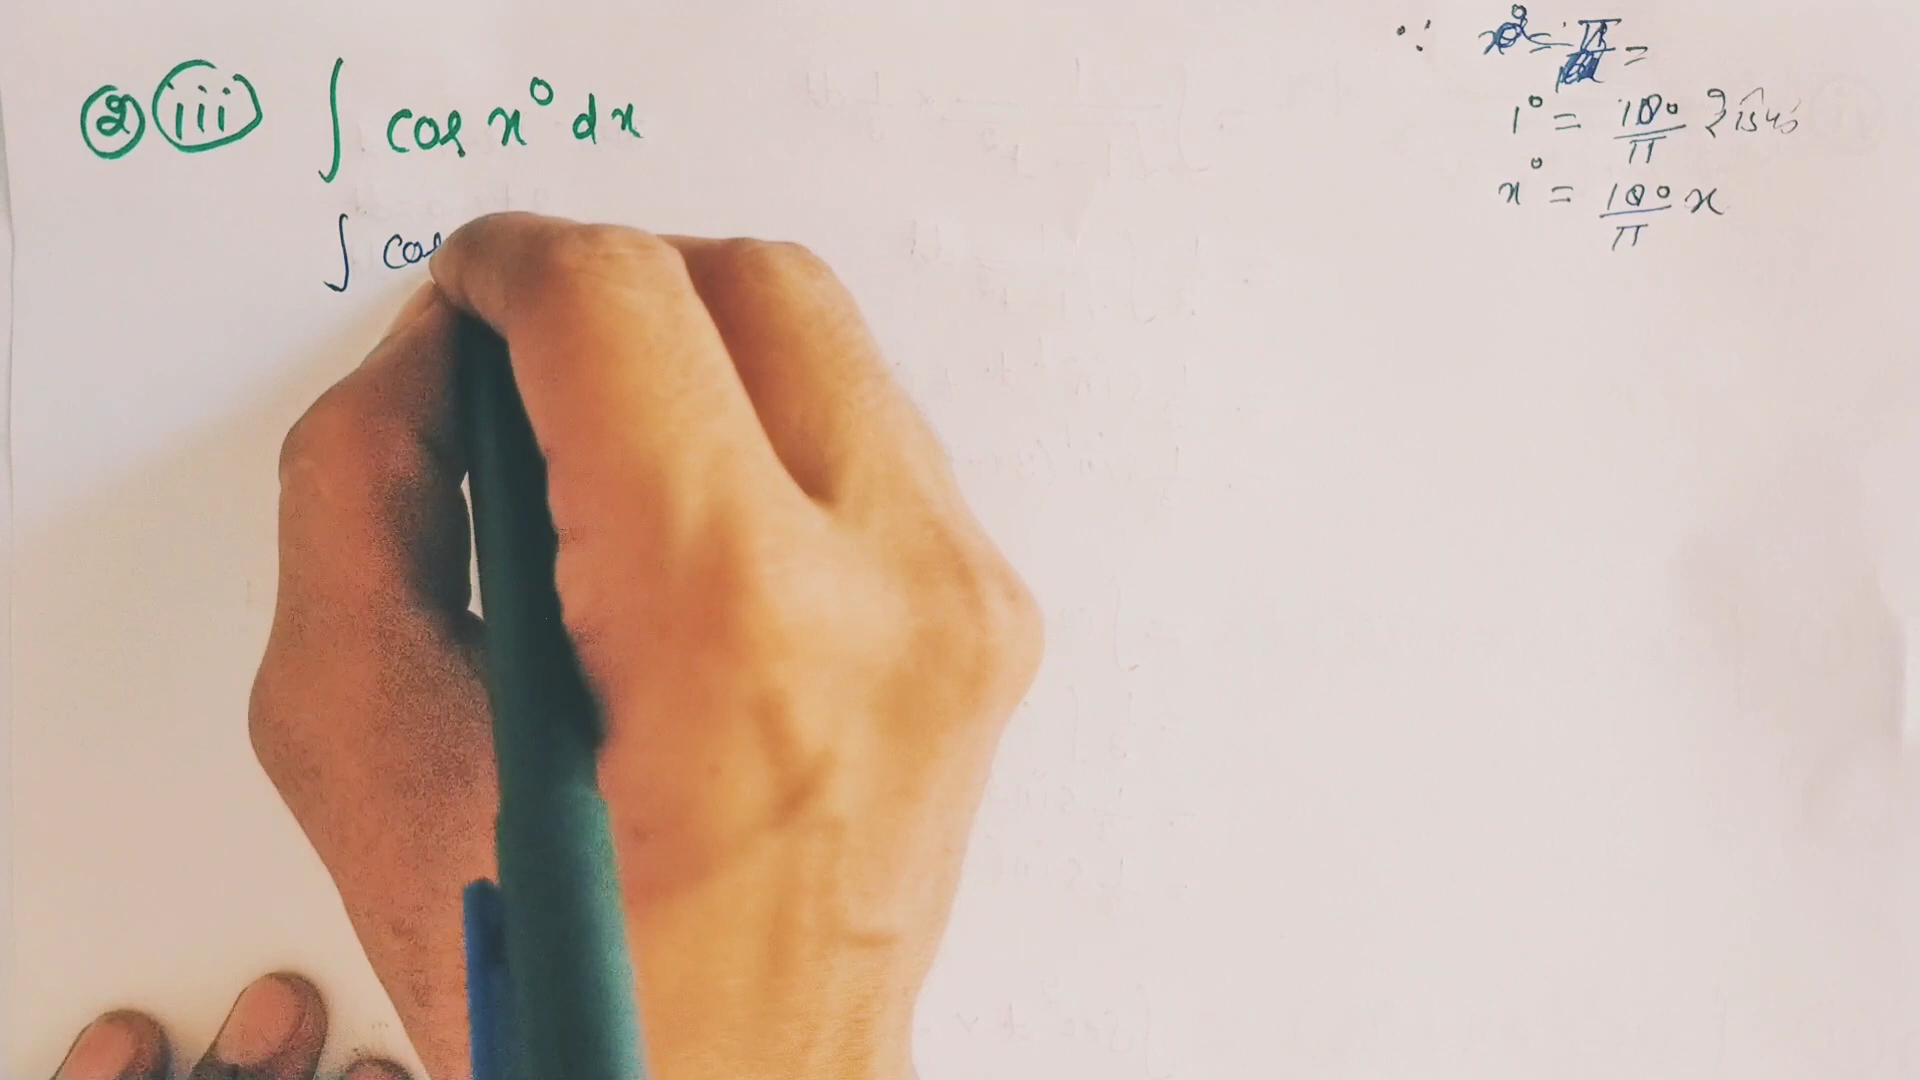 ② (iii) ∫ cos x° dx
∫ cos
∵ x° = π =
1° = 180/π
x° = 180/π x